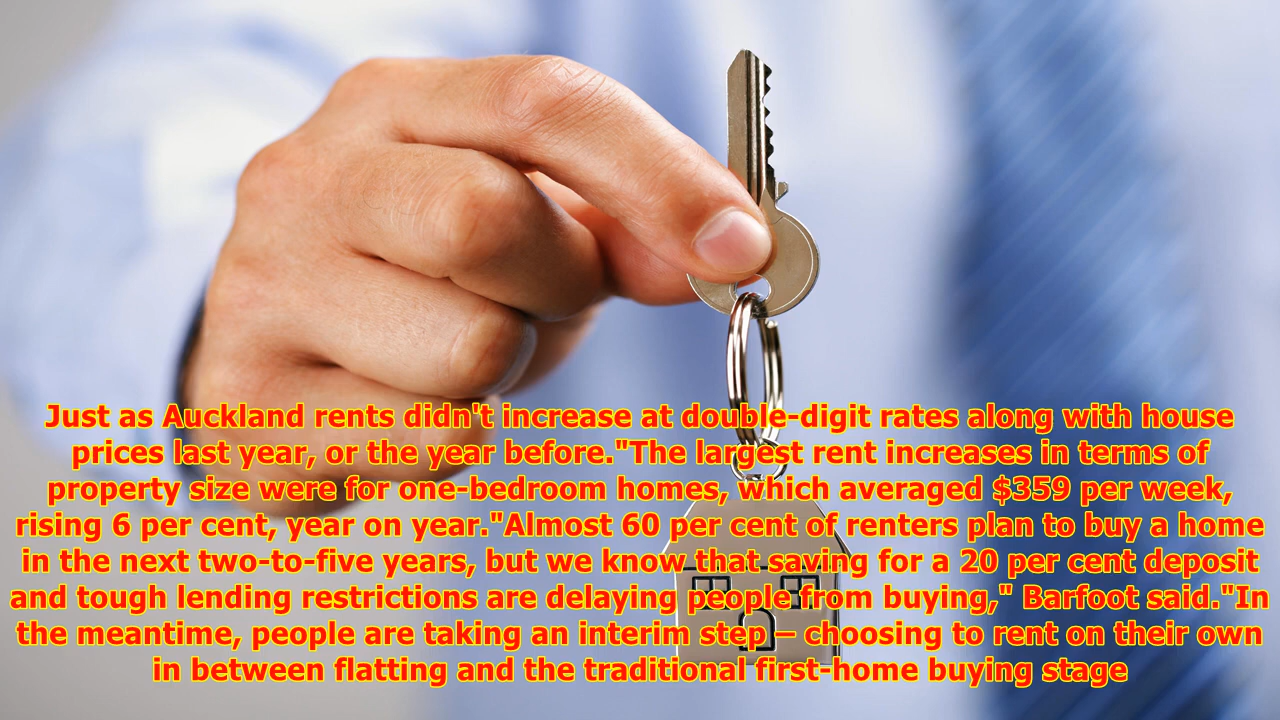 Just as Auckland rents didn't increase at double-digit rates along with house
prices last year, or the year before."The largest rent increases in terms of
property size were for one-bedroom homes, which averaged $359 per week,
rising 6 per cent, year on year."Almost 60 per cent of renters plan to buy a home
in the next two-to-five years, but we know that saving for a 20 per cent deposit
and tough lending restrictions are delaying people from buying," Barfoot said."In
the meantime, people are taking an interim step – choosing to rent on their own
in between flatting and the traditional first-home buying stage